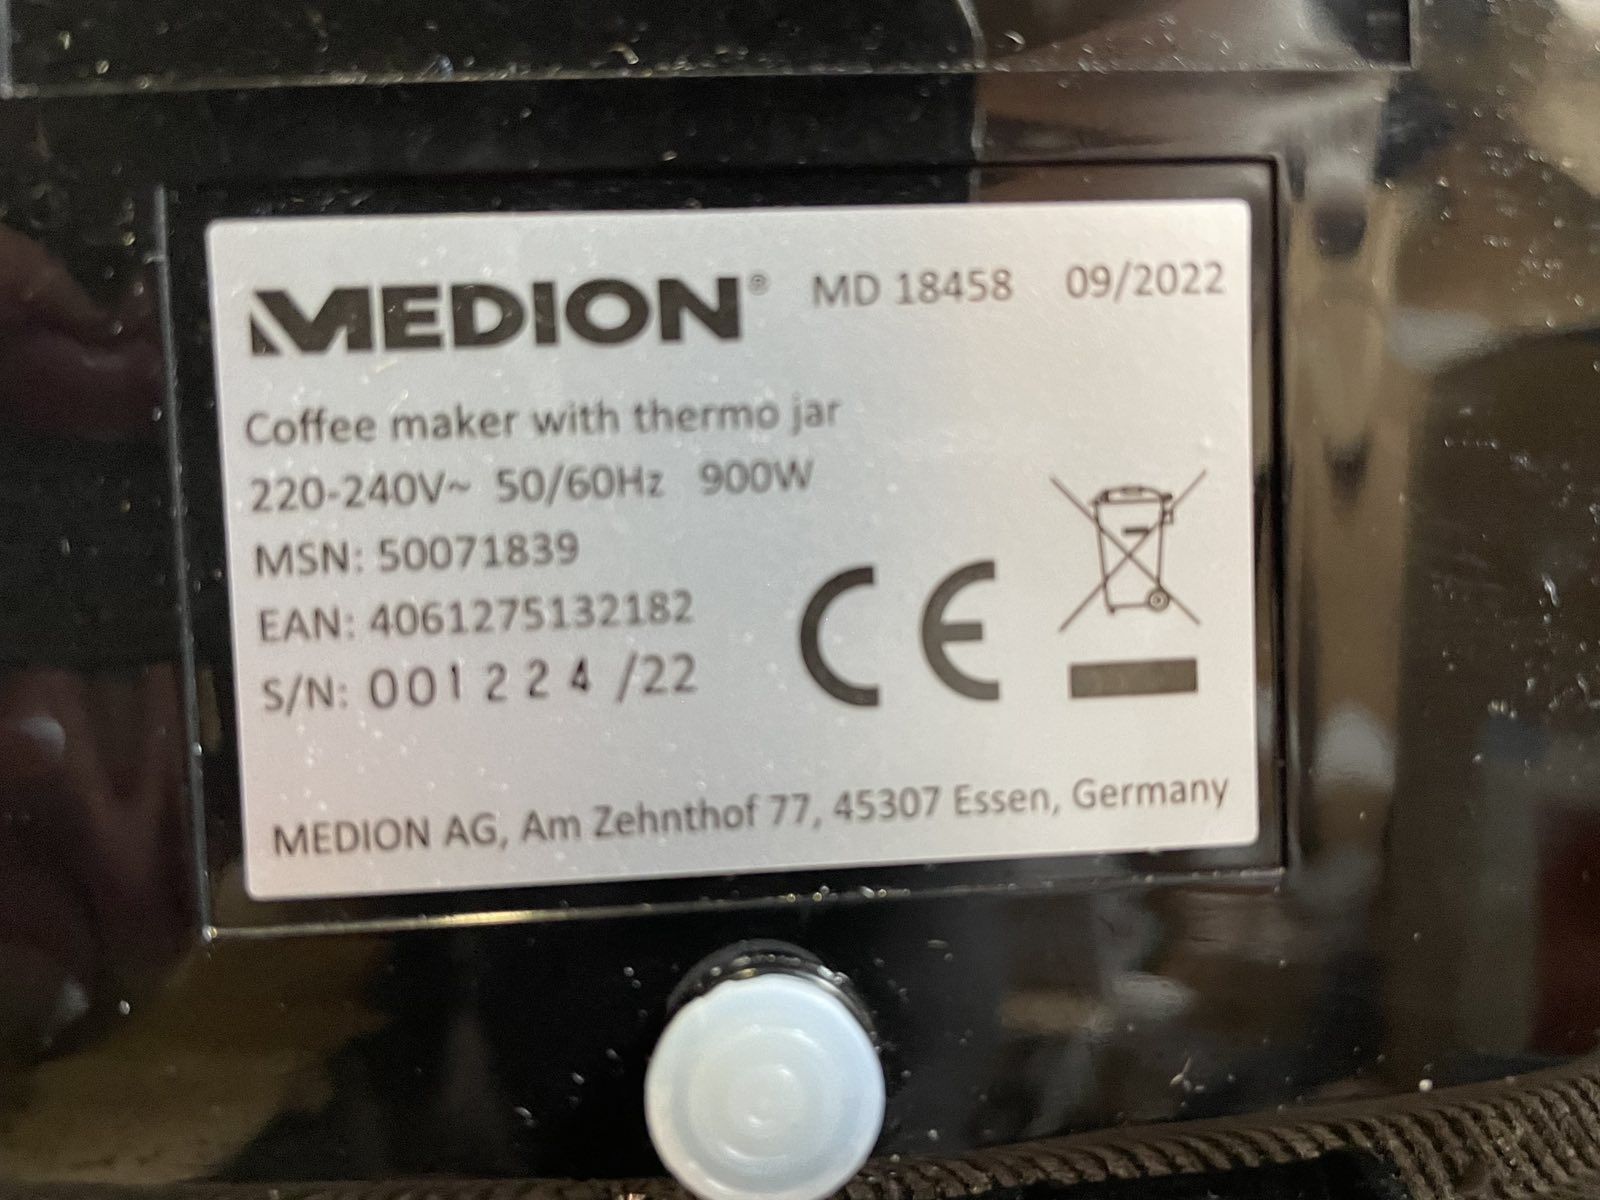 MEDION® MD 18458 09/2022
Coffee maker with thermo jar
220-240V~ 50/60Hz 900W
MSN: 50071839
EAN: 4061275132182
S/N: 001224 /22
CE
MEDION AG, Am Zehnthof 77, 45307 Essen, Germany